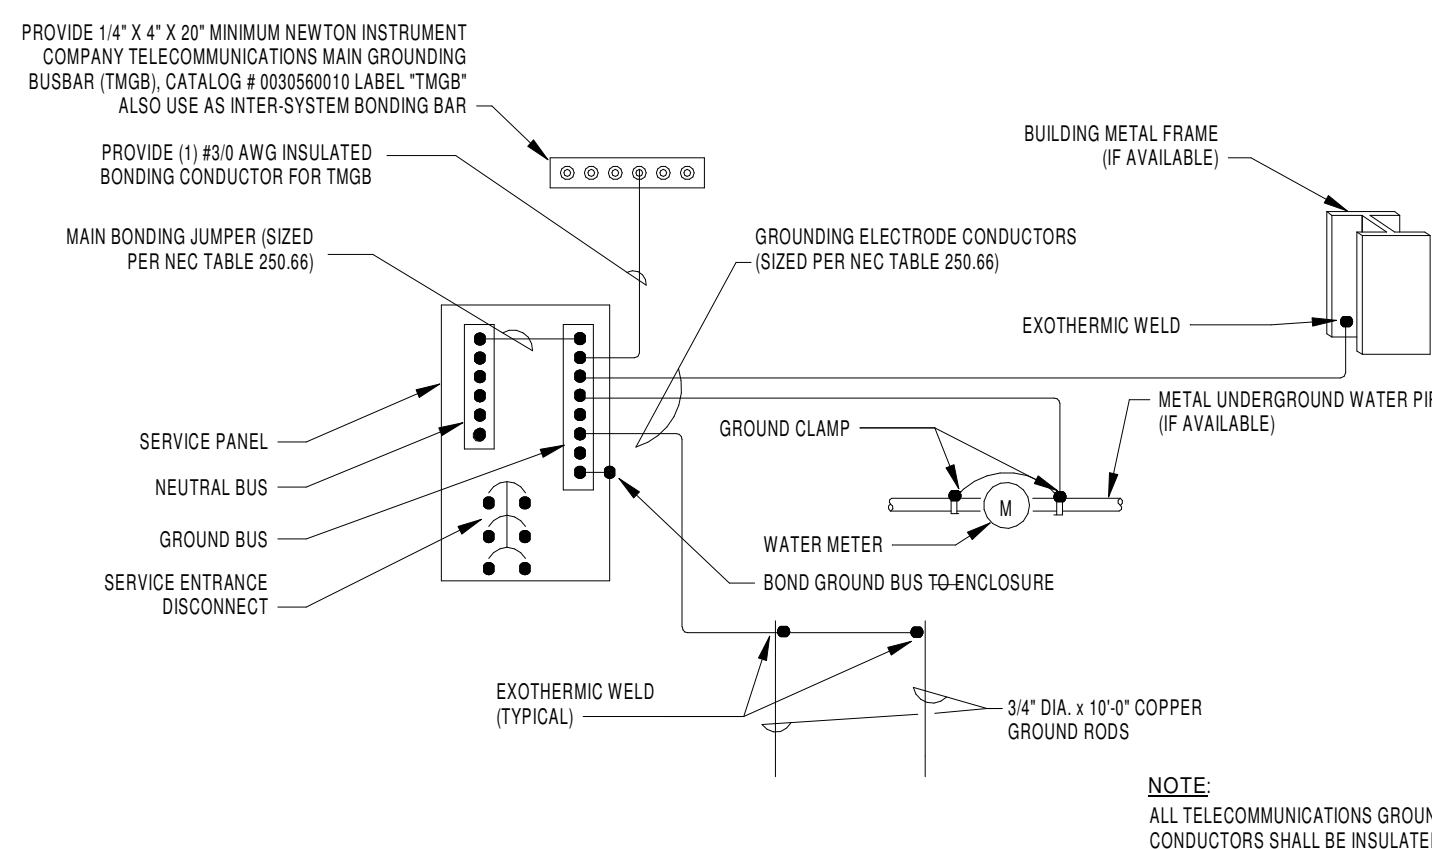 PROVIDE 1/4" X 4" X 20" MINIMUM NEWTON INSTRUMENT
COMPANY TELECOMMUNICATIONS MAIN GROUNDING
BUSBAR (TMGB), CATALOG # 0030560010 LABEL "TMGB"
ALSO USE AS INTER-SYSTEM BONDING BAR
PROVIDE (1) #3/0 AWG INSULATED
BONDING CONDUCTOR FOR TMGB
MAIN BONDING JUMPER (SIZED
PER NEC TABLE 250.66)
GROUNDING ELECTRODE CONDUCTORS
(SIZED PER NEC TABLE 250.66)
BUILDING METAL FRAME
(IF AVAILABLE)
EXOTHERMIC WELD
METAL UNDERGROUND WATER
(IF AVAILABLE)
GROUND CLAMP
SERVICE PANEL
NEUTRAL BUS
GROUND BUS
SERVICE ENTRANCE
DISCONNECT
M
WATER METER
BOND GROUND BUS TO ENCLOSURE
EXOTHERMIC WELD
(TYPICAL)
3/4" DIA. x 10'-0" COPPER
GROUND RODS
NOTE:
ALL TELECOMMUNICATIONS
CONDUCTORS SHALL BE